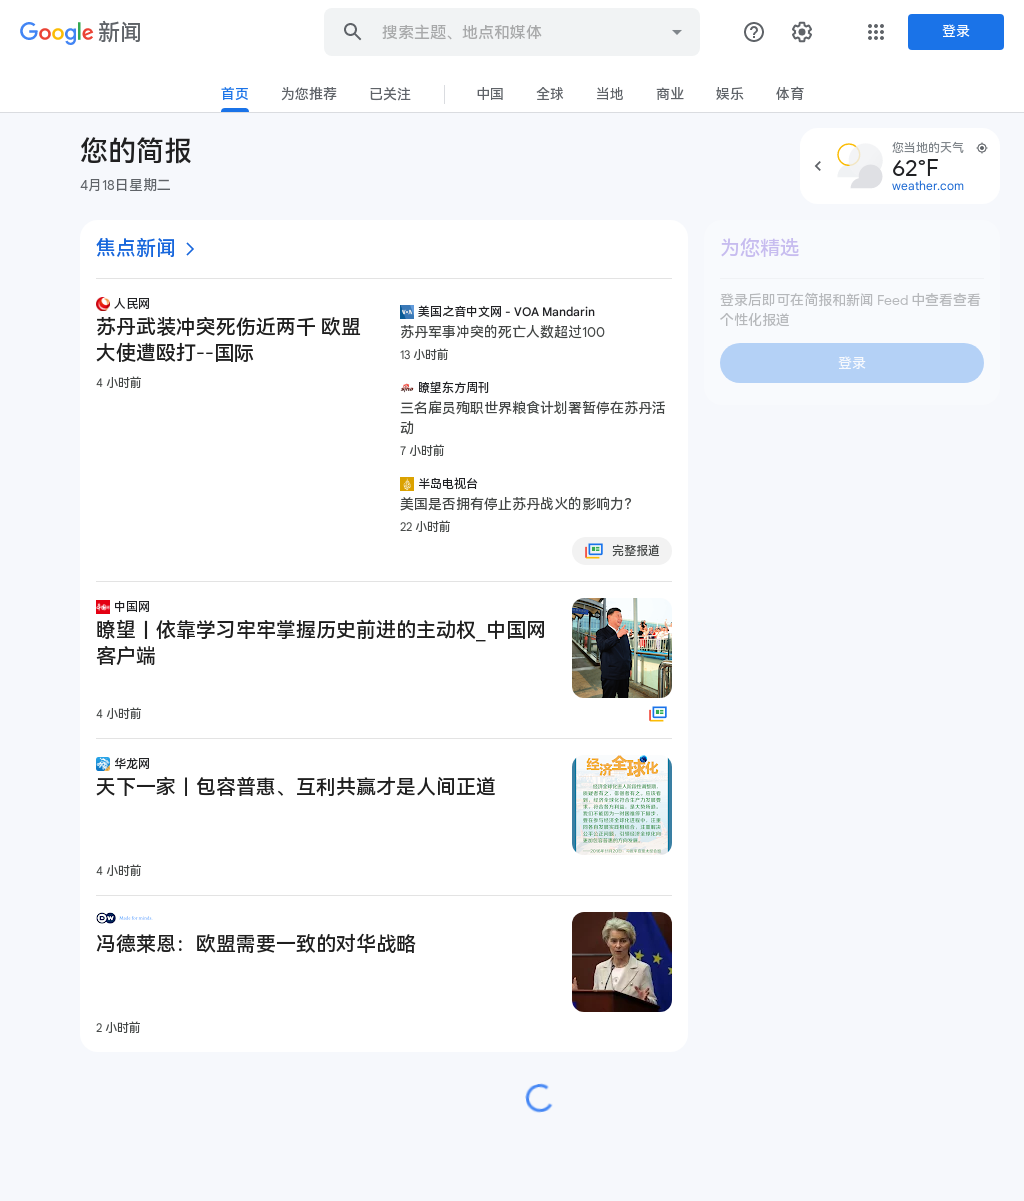 Google 新闻
搜索主题、地点和媒体
登录
首页
为您推荐
已关注
中国
全球
当地
商业
娱乐
体育
您的简报
4月18日星期二
您当地的天气
62°F
weather.com
焦点新闻
人民网
苏丹武装冲突死伤近两千 欧盟
大使遭殴打--国际
4 小时前
美国之音中文网 - VOA Mandarin
苏丹军事冲突的死亡人数超过100
13 小时前
瞭望东方周刊
三名雇员殉职世界粮食计划署暂停在苏丹活
动
7 小时前
半岛电视台
美国是否拥有停止苏丹战火的影响力?
22 小时前
完整报道
中国网
瞭望丨依靠学习牢牢掌握历史前进的主动权_中国网
客户端
4 小时前
华龙网
天下一家丨包容普惠、互利共赢才是人间正道
经济全球化
4 小时前
DW Made for minds
冯德莱恩：欧盟需要一致的对华战略
2 小时前
为您精选
登录后即可在简报和新闻 Feed 中查看查看
个性化报道
登录